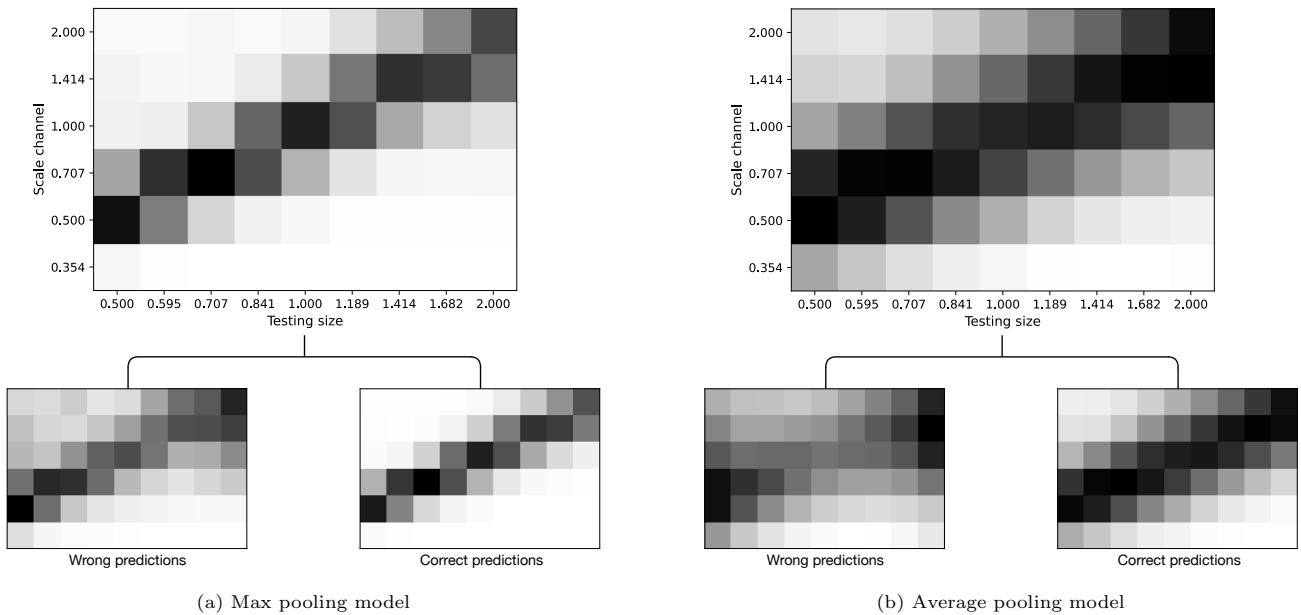 2.000
1.414
1.000
0.707
0.500
0.354
Scale channel
0.500 0.595 0.707 0.841 1.000 1.189 1.414 1.682 2.000
Testing size
Wrong predictions
Correct predictions
(a) Max pooling model
2.000
1.414
1.000
0.707
0.500
0.354
Scale channel
0.500 0.595 0.707 0.841 1.000 1.189 1.414 1.682 2.000
Testing size
Wrong predictions
Correct predictions
(b) Average pooling model